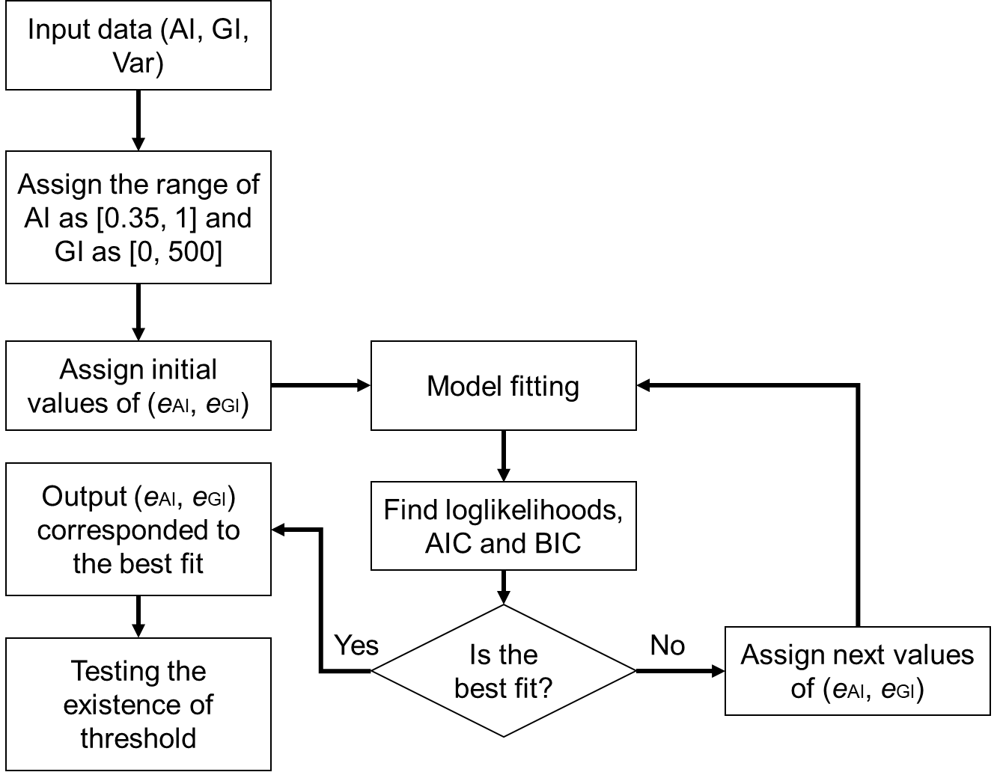 Input data (AI, GI,
Var)
Assign the range of
AI as [0.35, 1] and
GI as [0, 500]
Assign initial
values of (eAI, eGI)
Model fitting
Find loglikelihoods,
AIC and BIC
Is the
best fit?
Yes
No
Assign next values
of (eAI, eGI)
Output (eAI, eGI)
corresponded to
the best fit
Testing the
existence of
threshold